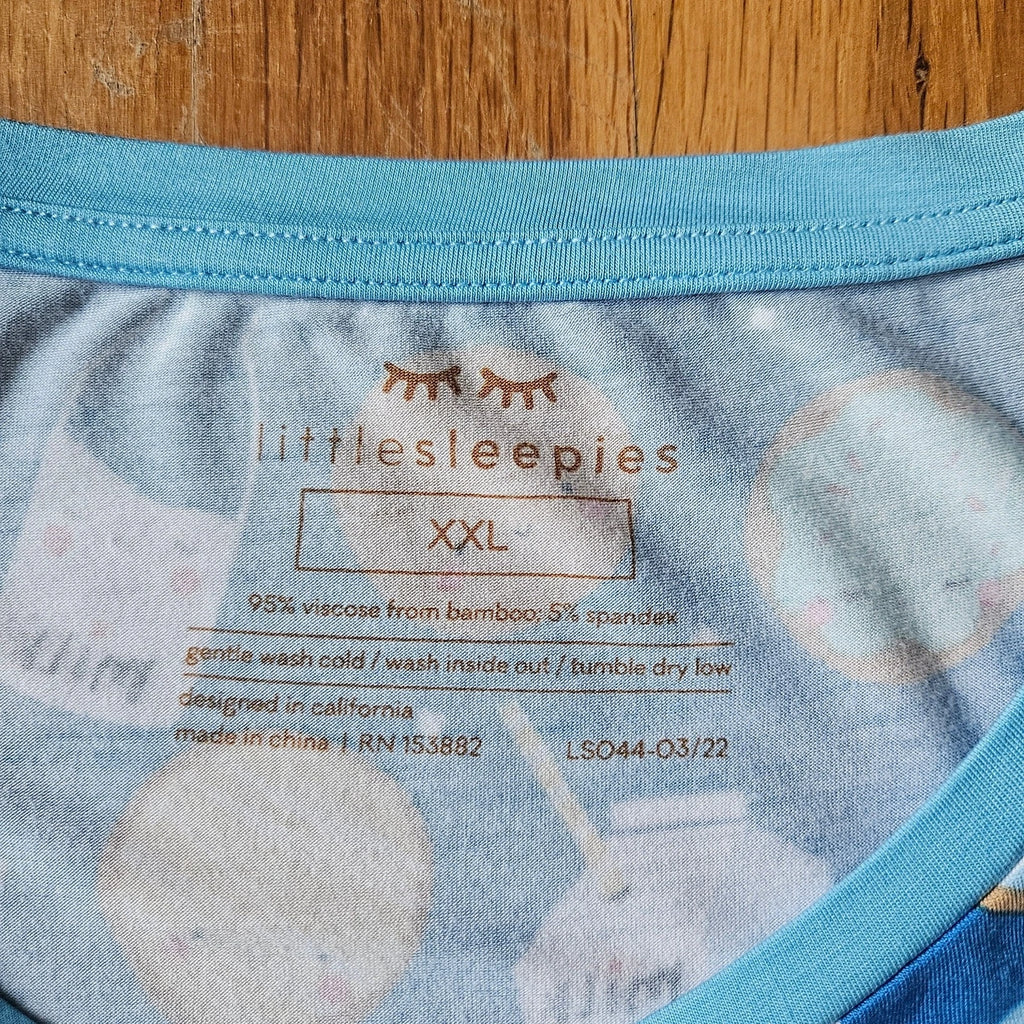 littlesleepies
XXL
95% viscose from bamboo; 5% spandex
gentle wash cold / wash inside out / tumble dry low
designed in california
made in china | RN 153882 LS044-03/22